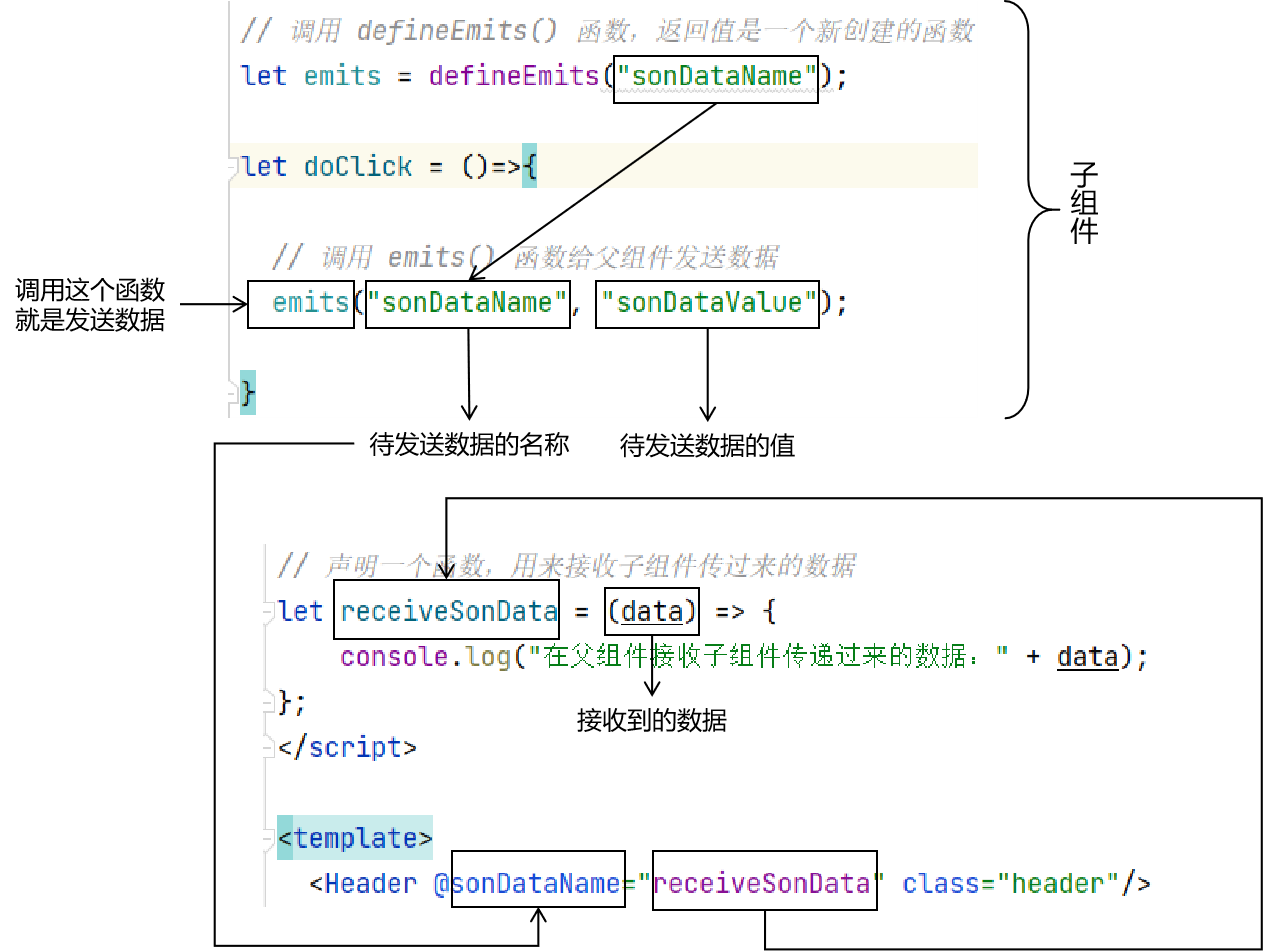 // 调用 defineEmits() 函数，返回值是一个新创建的函数
let emits = defineEmits("sonDataName");
let doClick = ()=>{
子组件
// 调用 emits() 函数给父组件发送数据
调用这个函数
就是发送数据
emits("sonDataName", "sonDataValue");
}
待发送数据的名称
待发送数据的值
// 声明一个函数，用来接收子组件传过来的数据
let receiveSonData = (data) => {
console.log("在父组件接收子组件传递过来的数据：" + data);
};
接收到的数据
</script>
<template>
<Header @sonDataName="receiveSonData" class="header"/>